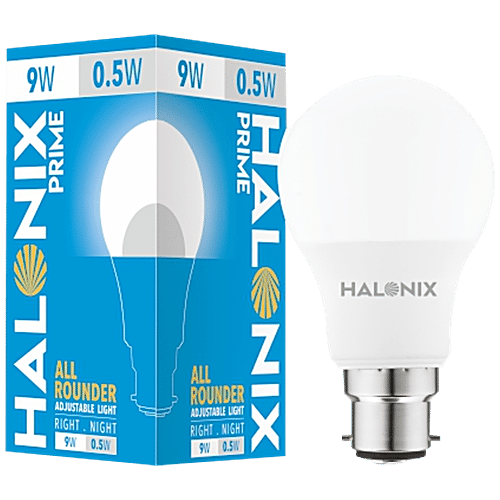 9W 0.5W
HALONIX
PRIME
ALL
ROUNDER
ADJUSTABLE LIGHT
RIGHT . NIGHT
9W 0.5W
9W 0.5W
HALONIX
PRIME
ALL
ROUNDER
ADJUSTABLE LIGHT
RIGHT . NIGHT
9W 0.5W
HALONIX